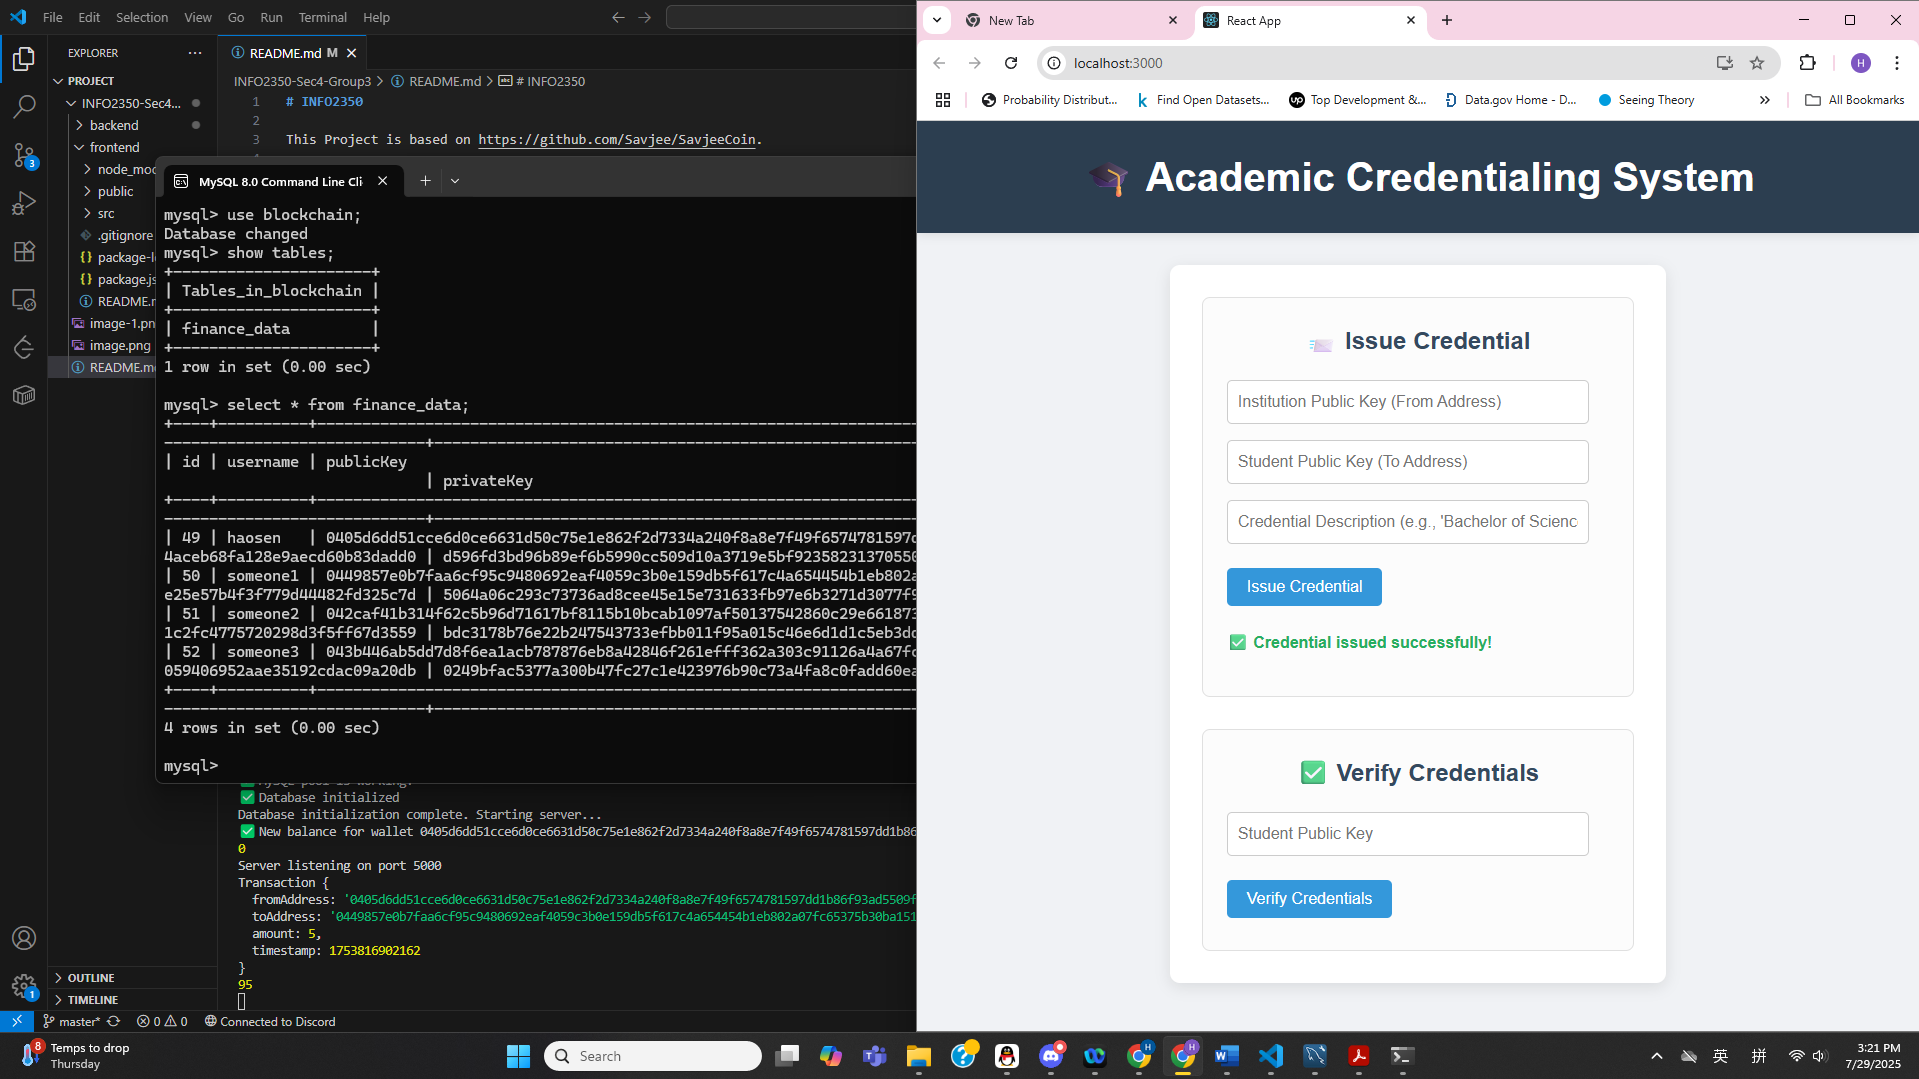 File Edit Selection View Go Run Terminal Help
EXPLORER
PROJECT
INFO2350-Sec4...
backend
frontend
node_mod
public
src
.gitignore
package-l
package.js
README.m
image-1.pn
image.png
README.md
OUTLINE
TIMELINE
README.md M
INFO2350-Sec4-Group3 > README.md > # INFO2350
1 # INFO2350
2
3 This Project is based on https://github.com/Savjee/SavjeeCoin.
MySQL 8.0 Command Line Cli
mysql> use blockchain;
Database changed
mysql> show tables;
+----------------------+
| Tables_in_blockchain |
+----------------------+
| finance_data |
+----------------------+
1 row in set (0.00 sec)
mysql> select * from finance_data;
| id | username | publicKey
| privateKey
| 49 | haosen | 0405d6dd51cce6d0ce6631d50c75e1e862f2d7334a240f8a8e7f49f6574781597d
4aceb68fa128e9aecd60b83dadd0 | d596fd3bd96b89ef6b5990cc509d10a3719e5bf92358231370550
| 50 | someone1 | 0449857e0b7faa6cf95c9480692eaf4059c3b0e159db5f617c4a654454b1eb802a
e25e57b4f3f779d44482fd325c7d | 5064a06c293c73736ad8cee45e15e731633fb97e6b3271d3077f9
| 51 | someone2 | 042caf41b314f62c5b96d71617bf8115b10bcab1097af50137542860c29e661873
1c2fc4775720298d3f5ff67d3559 | bdc3178b76e22b247543733efbb011f95a015c46e6d1d1c5eb3dc
| 52 | someone3 | 043b446ab5dd7d8f6ea1acb787876eb8a42846f261efff362a303c91126a4a67fc
059406952aae35192cdac09a20db | 0249bfac5377a300b47fc27c1e423976b90c73a4fa8c0fadd60ea
4 rows in set (0.00 sec)
mysql>
✅ MySQL pool is working.
✅ Database initialized
Database initialization complete. Starting server...
✅ New balance for wallet 0405d6dd51cce6d0ce6631d50c75e1e862f2d7334a240f8a8e7f49f6574781597dd1b86
0
Server listening on port 5000
Transaction {
fromAddress: '0405d6dd51cce6d0ce6631d50c75e1e862f2d7334a240f8a8e7f49f6574781597dd1b86f93ad5509f
toAddress: '0449857e0b7faa6cf95c9480692eaf4059c3b0e159db5f617c4a654454b1eb802a07fc65375b30ba151
amount: 5,
timestamp: 1753816902162
}
95
3
1
master* 0 0 Connected to Discord
New Tab
React App
localhost:3000
H
Probability Distribut... Find Open Datasets... Top Development &... Data.gov Home - D... Seeing Theory » All Bookmarks
🎓 Academic Credentialing System
📨 Issue Credential
Institution Public Key (From Address)
Student Public Key (To Address)
Credential Description (e.g., 'Bachelor of Scienc
Issue Credential
✅ Credential issued successfully!
✅ Verify Credentials
Student Public Key
Verify Credentials
8
Temps to drop
Thursday
Search
英
拼
3:21 PM
7/29/2025